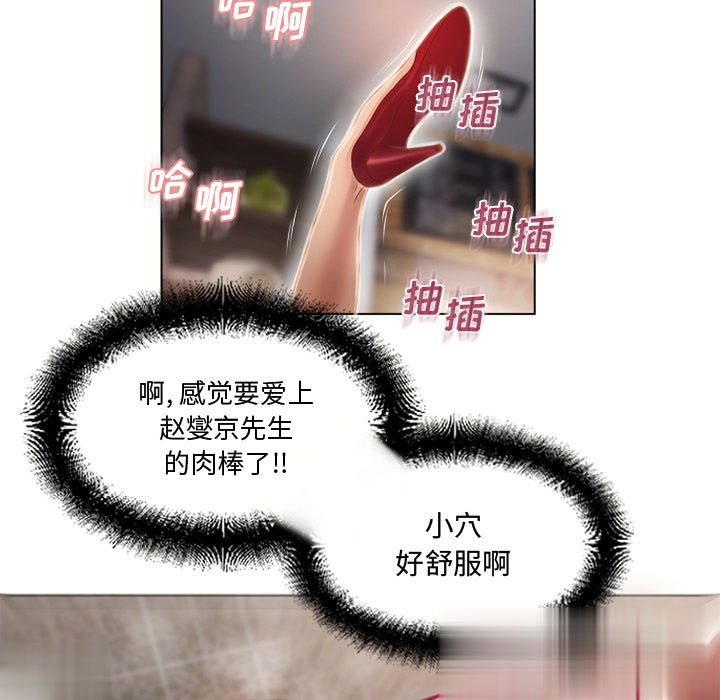 哈啊
抽插
哈啊
抽插
抽插
啊，感觉要爱上
赵燮京先生
的肉棒了!!
小穴
好舒服啊